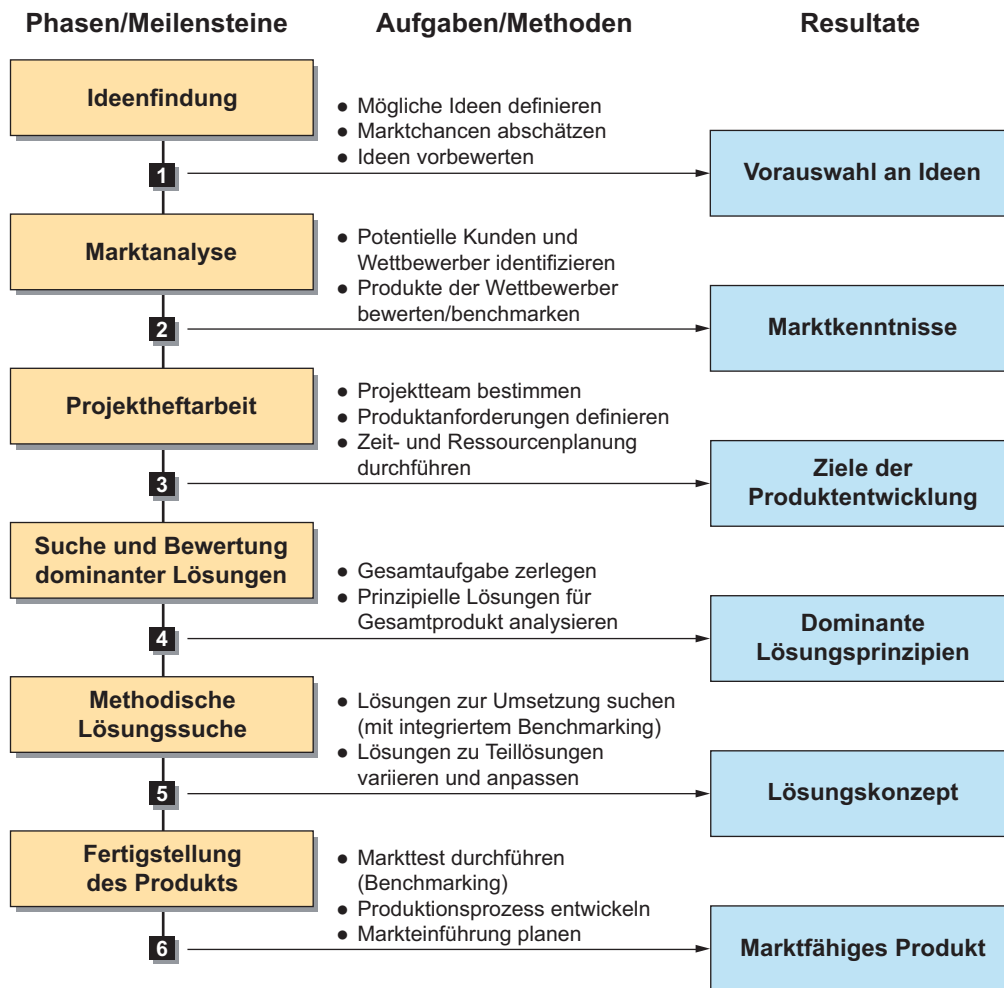 Phasen/Meilensteine
Aufgaben/Methoden
Resultate
Ideenfindung
● Mögliche Ideen definieren
● Marktchancen abschätzen
● Ideen vorbewerten
1
Vorauswahl an Ideen
Marktanalyse
● Potentielle Kunden und
Wettbewerber identifizieren
● Produkte der Wettbewerber
bewerten/benchmarken
2
Marktkenntnisse
Projektheftarbeit
● Projektteam bestimmen
● Produktanforderungen definieren
● Zeit- und Ressourcenplanung
durchführen
3
Ziele der
Produktentwicklung
Suche und Bewertung
dominanter Lösungen
● Gesamtaufgabe zerlegen
● Prinzipielle Lösungen für
Gesamtprodukt analysieren
4
Dominante
Lösungsprinzipien
Methodische
Lösungssuche
● Lösungen zur Umsetzung suchen
(mit integriertem Benchmarking)
● Lösungen zu Teillösungen
variieren und anpassen
5
Lösungskonzept
Fertigstellung
des Produkts
● Markttest durchführen
(Benchmarking)
● Produktionsprozess entwickeln
● Markteinführung planen
6
Marktfähiges Produkt